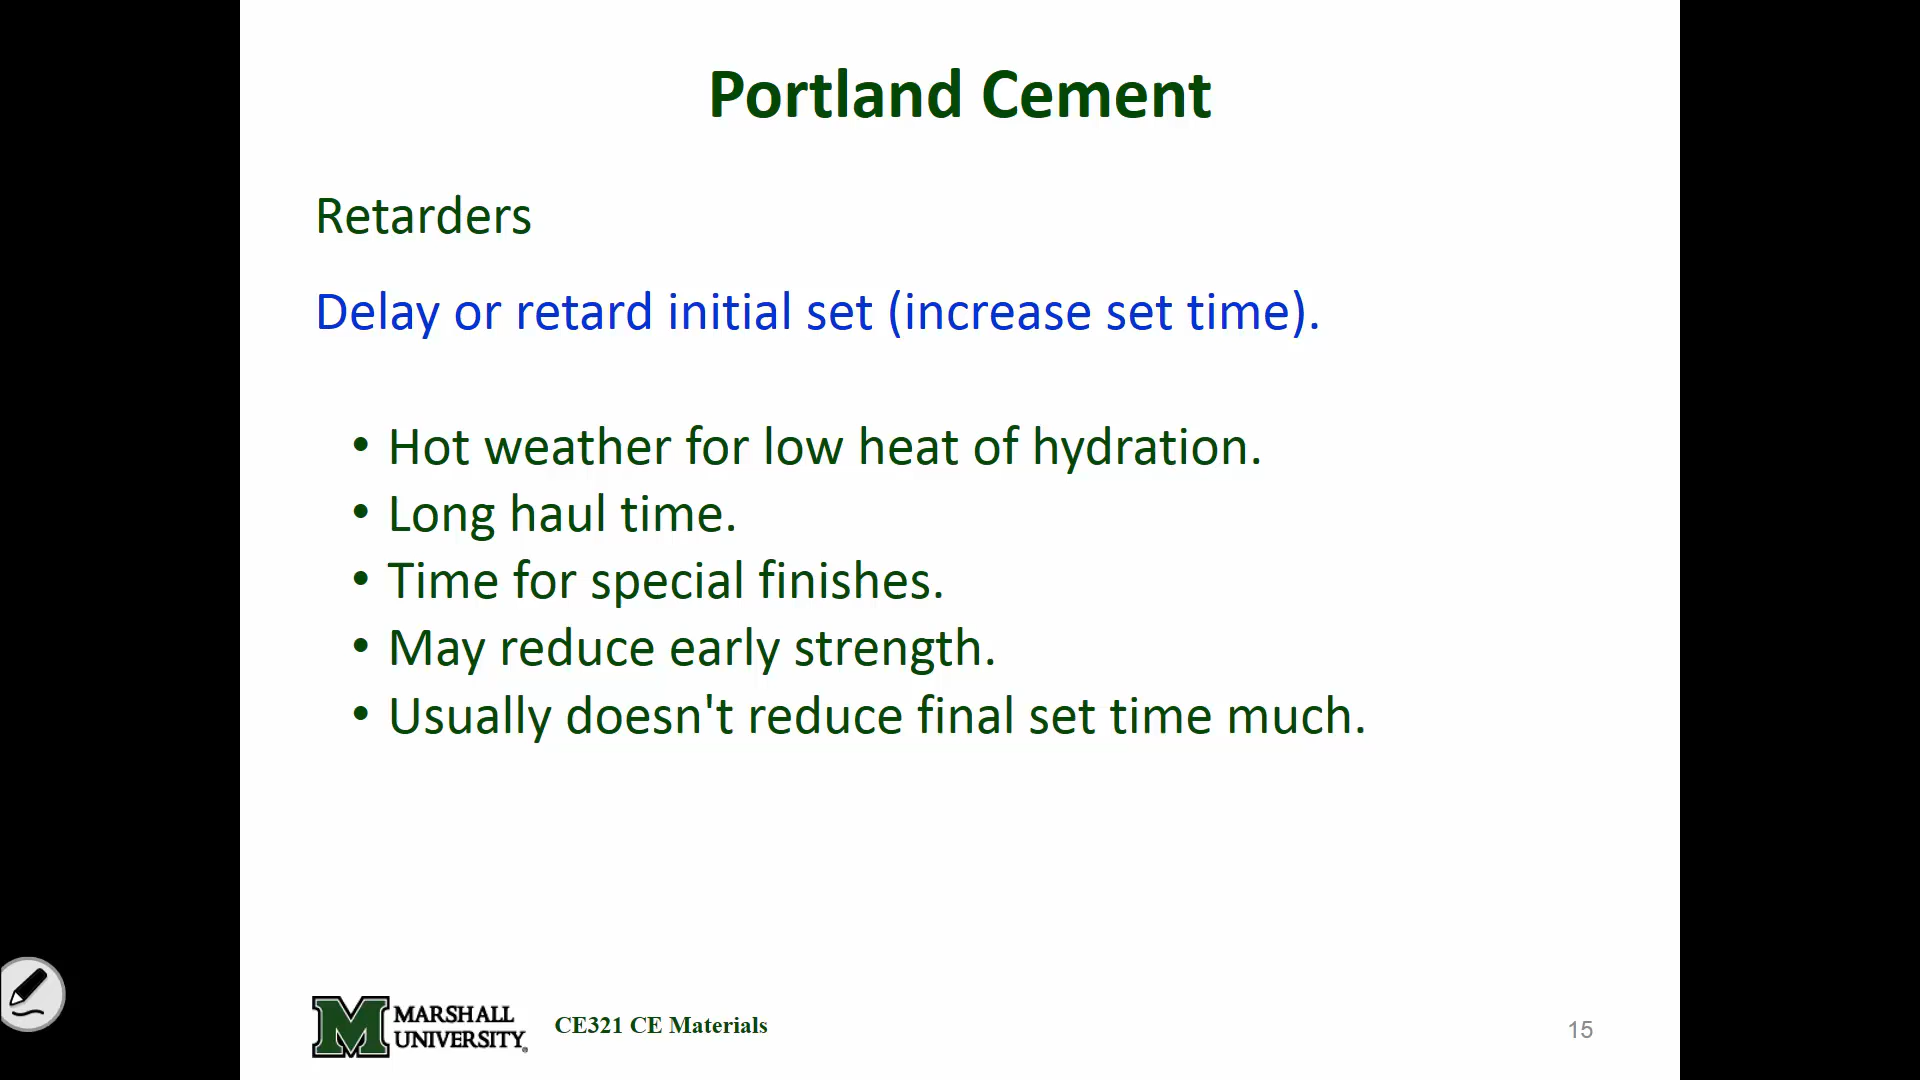 Portland Cement
Retarders
Delay or retard initial set (increase set time).
• Hot weather for low heat of hydration.
• Long haul time.
• Time for special finishes.
• May reduce early strength.
• Usually doesn't reduce final set time much.
M MARSHALL
UNIVERSITY®
CE321 CE Materials
15